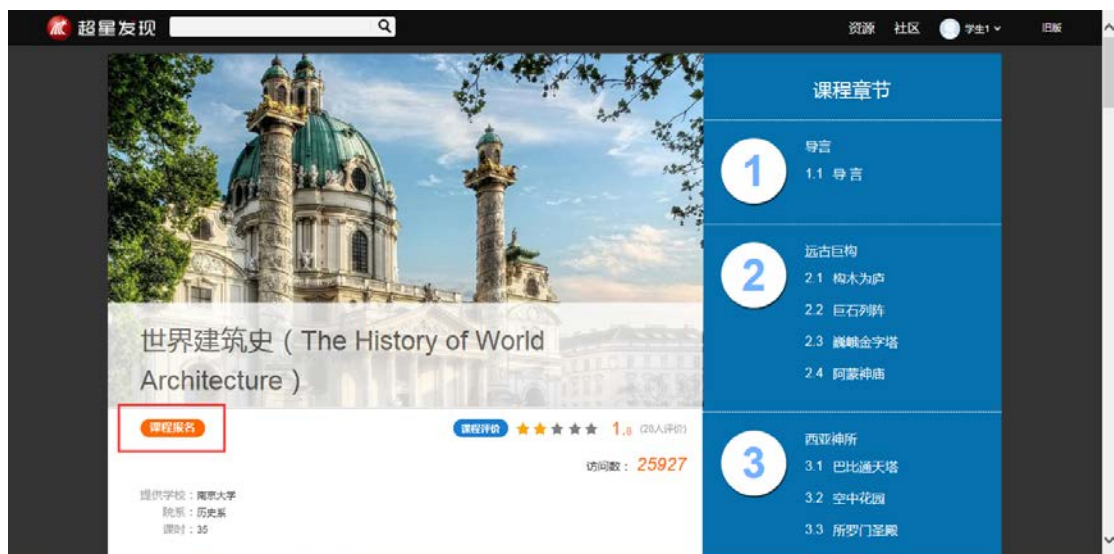 超星发现
资源 社区 学生1 旧版
世界建筑史（The History of World
Architecture）
课程报名
课程评价 1.8 (28人评价)
访问数： 25927
提供学校：南京大学
院系：历史系
课时：35
课程章节
1
导言
1.1 导言
2
远古巨构
2.1 构木为庐
2.2 巨石列阵
2.3 巍峨金字塔
2.4 阿蒙神庙
3
西亚神所
3.1 巴比通天塔
3.2 空中花园
3.3 所罗门圣殿